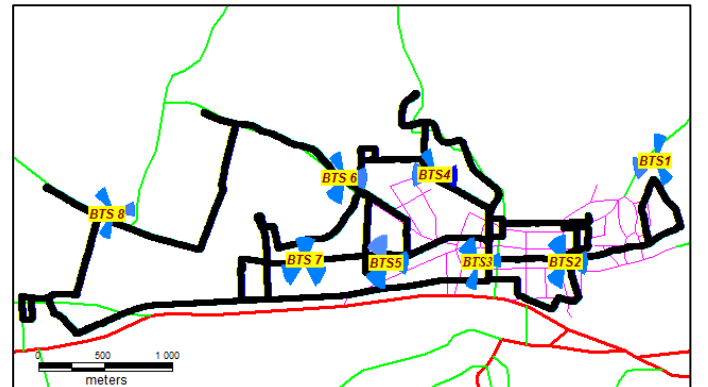 BTS1
BTS 6
BTS4
BTS 8
BTS 7
BTS5
BTS3
BTS2
0 500 1 000
meters